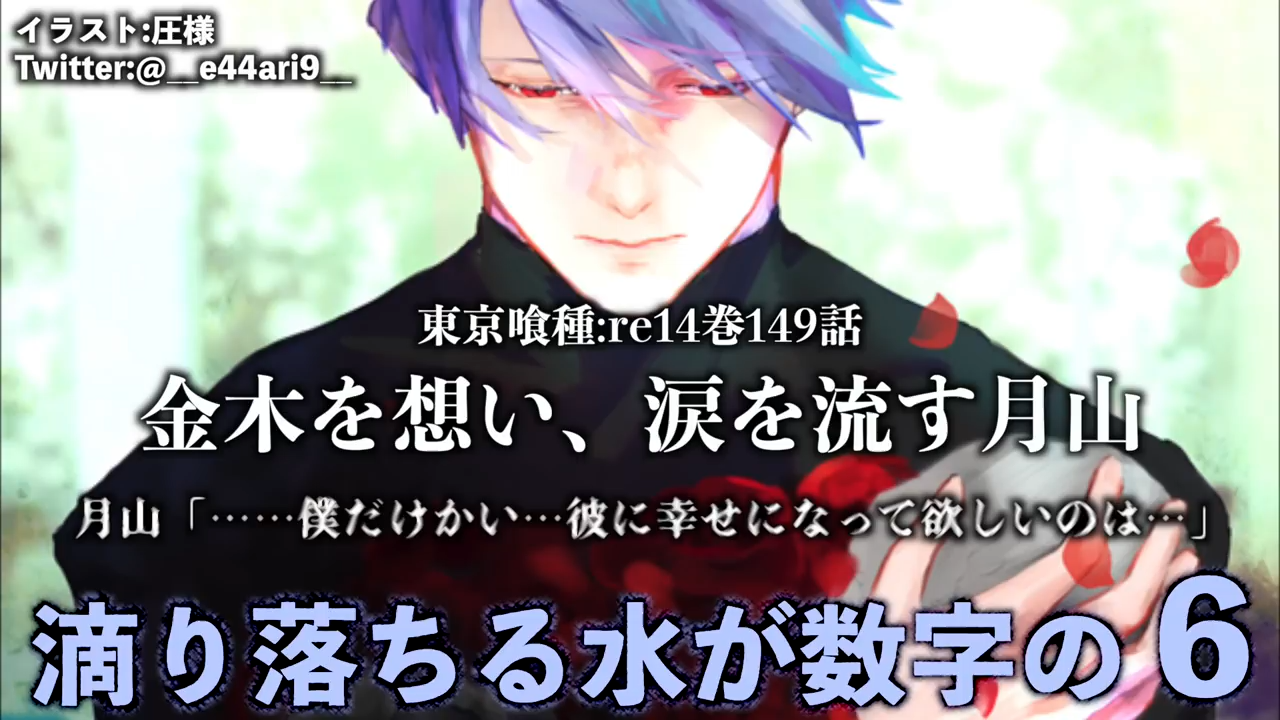 イラスト:圧様
Twitter:@__e44ari9__
東京喰種:re14巻149話
金木を想い、涙を流す月山
月山「……僕だけかい…彼に幸せになって欲しいのは…」
滴り落ちる水が数字の6